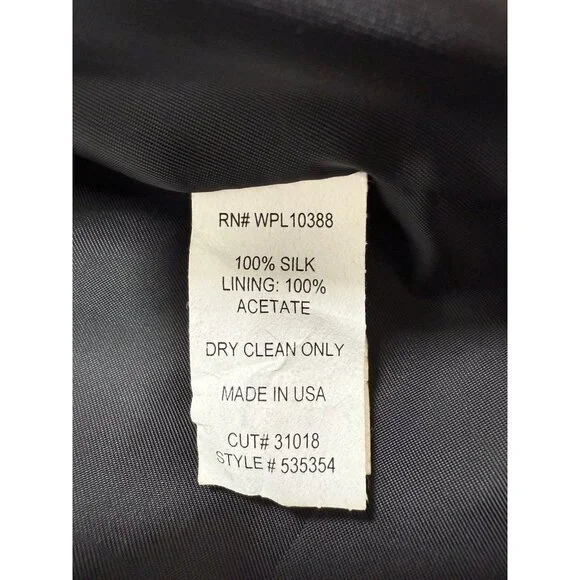 RN# WPL10388
100% SILK
LINING: 100%
ACETATE
DRY CLEAN ONLY
MADE IN USA
CUT# 31018
STYLE # 535354